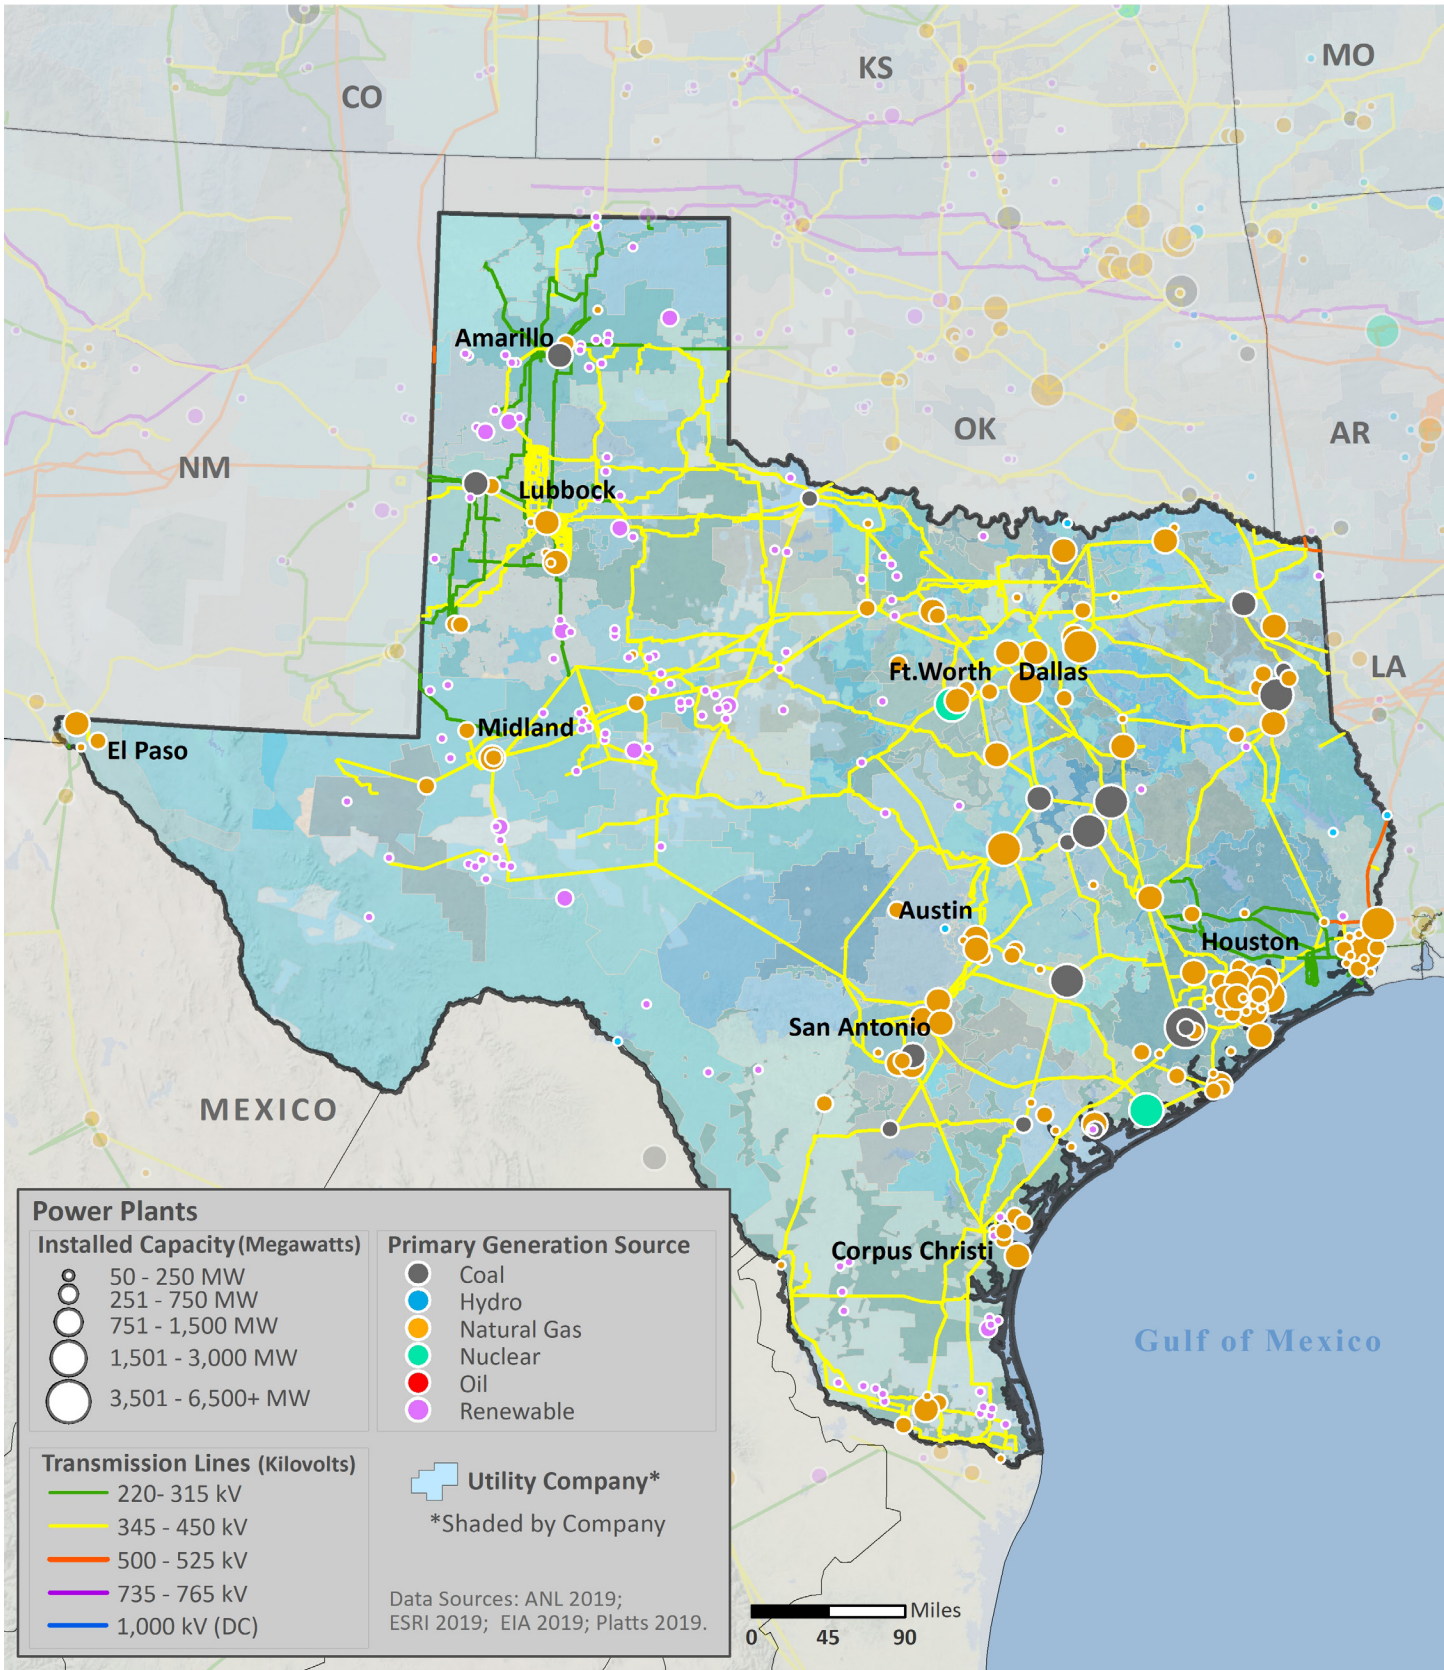 CO
KS
MO
NM
OK
AR
LA
Amarillo
Lubbock
Ft.Worth
Dallas
Midland
El Paso
Austin
Houston
San Antonio
MEXICO
Corpus Christi
Gulf of Mexico
Power Plants
Installed Capacity (Megawatts)
50 - 250 MW
251 - 750 MW
751 - 1,500 MW
1,501 - 3,000 MW
3,501 - 6,500+ MW
Primary Generation Source
Coal
Hydro
Natural Gas
Nuclear
Oil
Renewable
Transmission Lines (Kilovolts)
220- 315 kV
345 - 450 kV
500 - 525 kV
735 - 765 kV
1,000 kV (DC)
Utility Company*
*Shaded by Company
Data Sources: ANL 2019;
ESRI 2019; EIA 2019; Platts 2019.
Miles
0 45 90